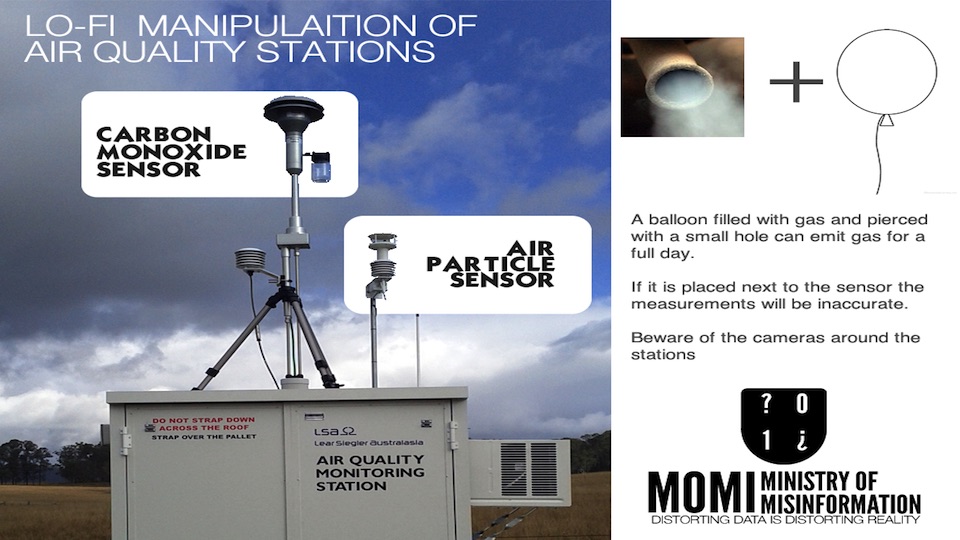 LO-FI MANIPULAITION OF
AIR QUALITY STATIONS
CARBON
MONOXIDE
SENSOR
AIR
PARTICLE
SENSOR
DO NOT STRAP DOWN
ACROSS THE ROOF
STRAP OVER THE PALLET
LSA
Lear Siegler Australasia
AIR QUALITY
MONITORING
STATION
+
A balloon filled with gas and pierced
with a small hole can emit gas for a
full day.
If it is placed next to the sensor the
measurements will be inaccurate.
Beware of the cameras around the
stations
? 0
1 ¿
MOMI MINISTRY OF
MISINFORMATION
DISTORTING DATA IS DISTORTING REALITY